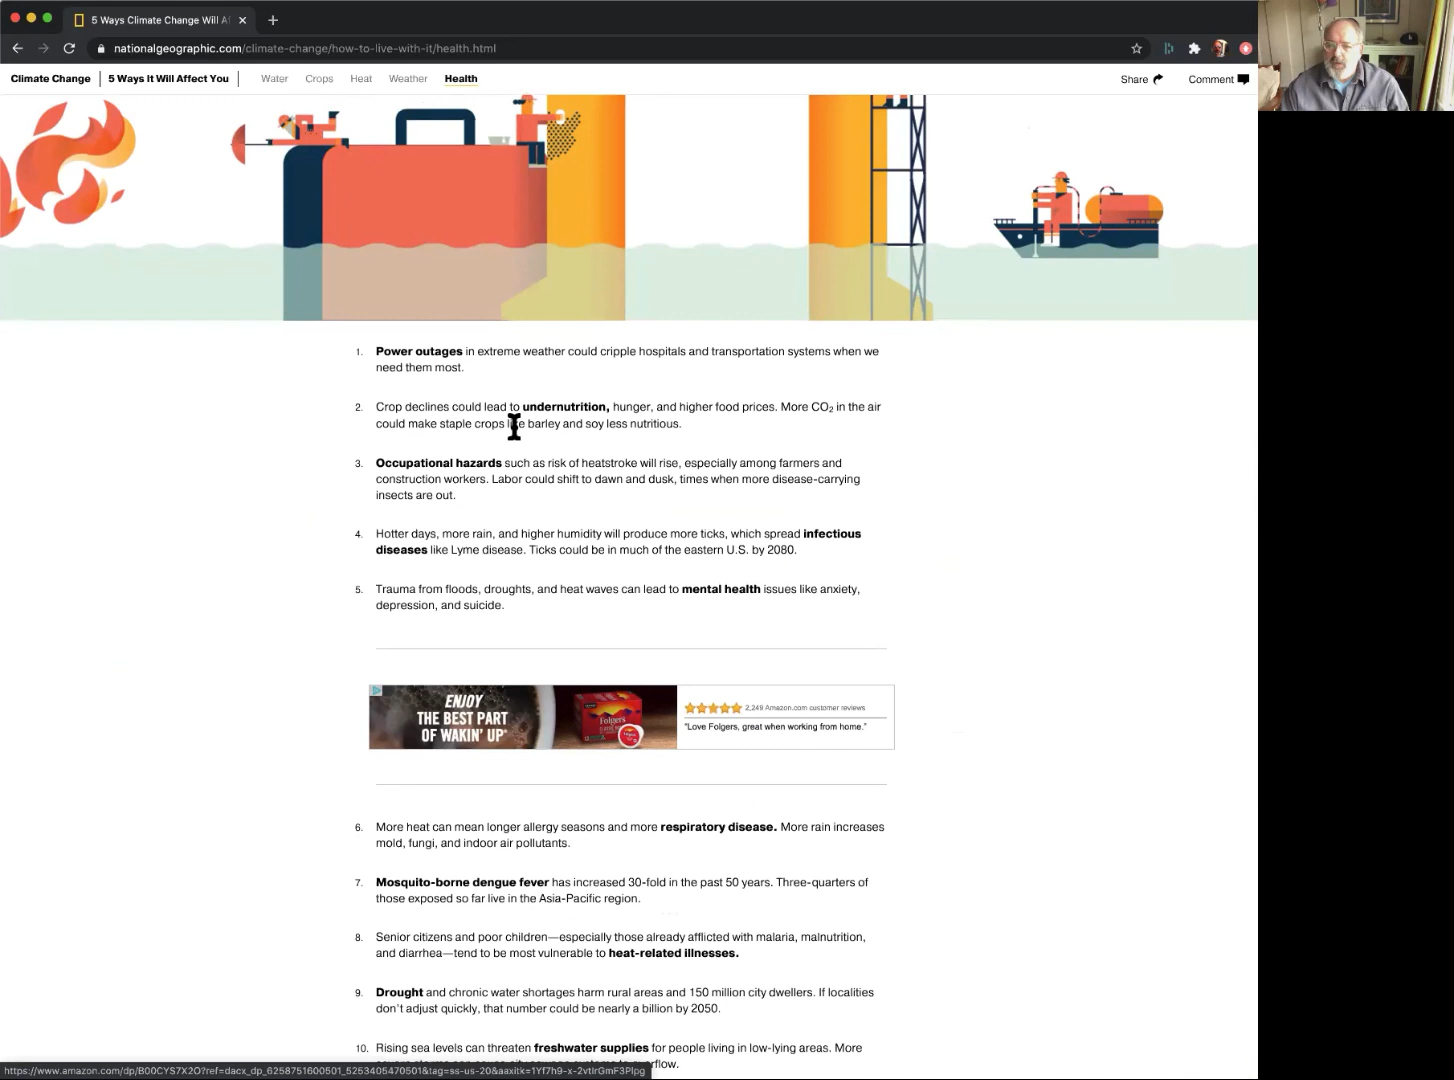 5 Ways Climate Change Will A
nationalgeographic.com/climate-change/how-to-live-with-it/health.html
Climate Change 5 Ways It Will Affect You Water Crops Heat Weather Health Share Comment
1. Power outages in extreme weather could cripple hospitals and transportation systems when we
need them most.
2. Crop declines could lead to undernutrition, hunger, and higher food prices. More CO₂ in the air
could make staple crops like barley and soy less nutritious.
3. Occupational hazards such as risk of heatstroke will rise, especially among farmers and
construction workers. Labor could shift to dawn and dusk, times when more disease-carrying
insects are out.
4. Hotter days, more rain, and higher humidity will produce more ticks, which spread infectious
diseases like Lyme disease. Ticks could be in much of the eastern U.S. by 2080.
5. Trauma from floods, droughts, and heat waves can lead to mental health issues like anxiety,
depression, and suicide.
ENJOY
THE BEST PART
OF WAKIN' UP®
Folgers
2,249 Amazon.com customer reviews
"Love Folgers, great when working from home."
6. More heat can mean longer allergy seasons and more respiratory disease. More rain increases
mold, fungi, and indoor air pollutants.
7. Mosquito-borne dengue fever has increased 30-fold in the past 50 years. Three-quarters of
those exposed so far live in the Asia-Pacific region.
8. Senior citizens and poor children—especially those already afflicted with malaria, malnutrition,
and diarrhea—tend to be most vulnerable to heat-related illnesses.
9. Drought and chronic water shortages harm rural areas and 150 million city dwellers. If localities
don't adjust quickly, that number could be nearly a billion by 2050.
10. Rising sea levels can threaten freshwater supplies for people living in low-lying areas. More